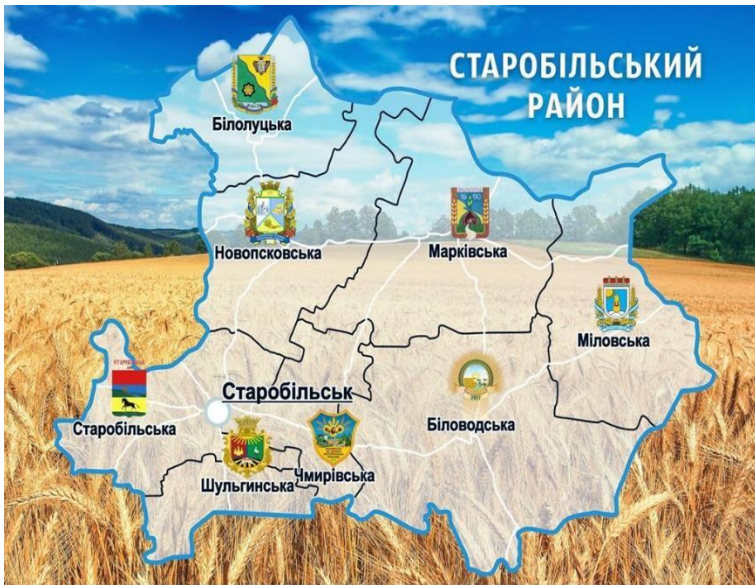 СТАРОБІЛЬСЬКИЙ
РАЙОН
Білолуцька
Новопсковська
Марківська
Міловська
Старобільськ
Старобільська
Біловодська
Чмирівська
Шульгинська